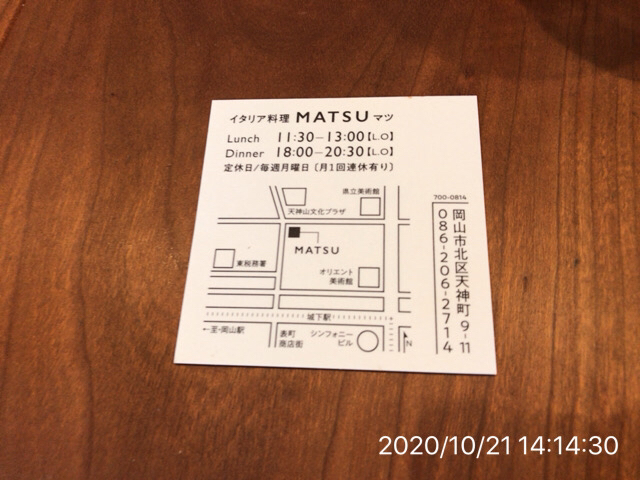 イタリア料理 MATSU マツ
Lunch 11:30―13:00【L.O】
Dinner 18:00―20:30【L.O】
定休日/毎週月曜日〔月1回連休有り〕
県立美術館
天神山文化プラザ
MATSU
東税務署
オリエント
美術館
城下駅
←至・岡山駅
表町
商店街
シンフォニー
ビル
N
700-0814
岡山市北区天神町9-11
086-206-2714
2020/10/21 14:14:30